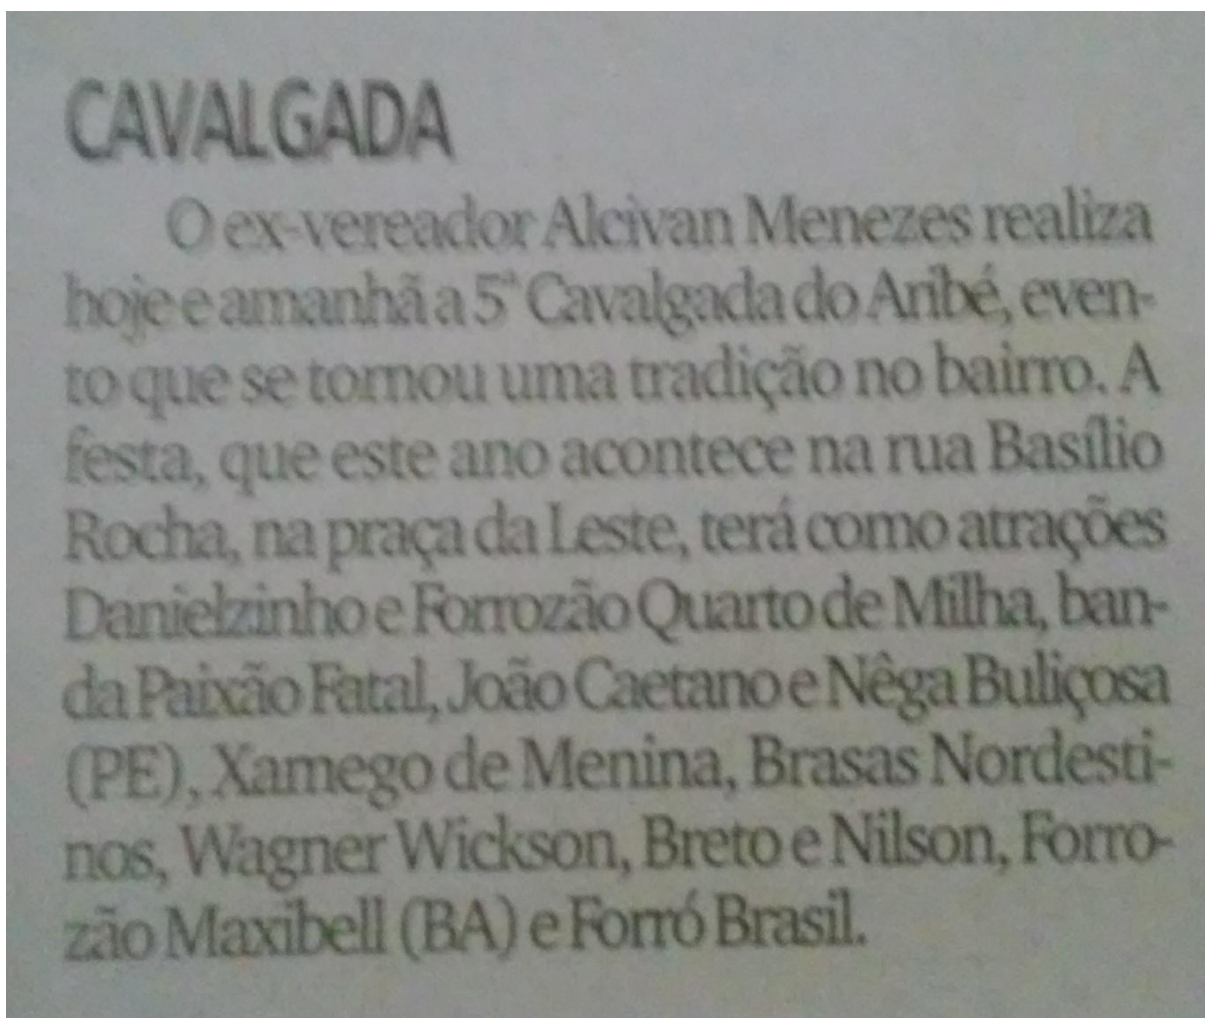 CAVALGADA
O ex-vereador Alcivan Menezes realiza
hoje e amanhã a 5ª Cavalgada do Aribé, even-
to que se tornou uma tradição no bairro. A
festa, que este ano acontece na rua Basílio
Rocha, na praça da Leste, terá como atrações
Danielzinho e Forrozão Quarto de Milha, ban-
da Paixão Fatal, João Caetano e Nêga Buliçosa
(PE), Xamego de Menina, Brasas Nordesti-
nos, Wagner Wickson, Breto e Nilson, Forro-
zão Maxibell (BA) e Forró Brasil.